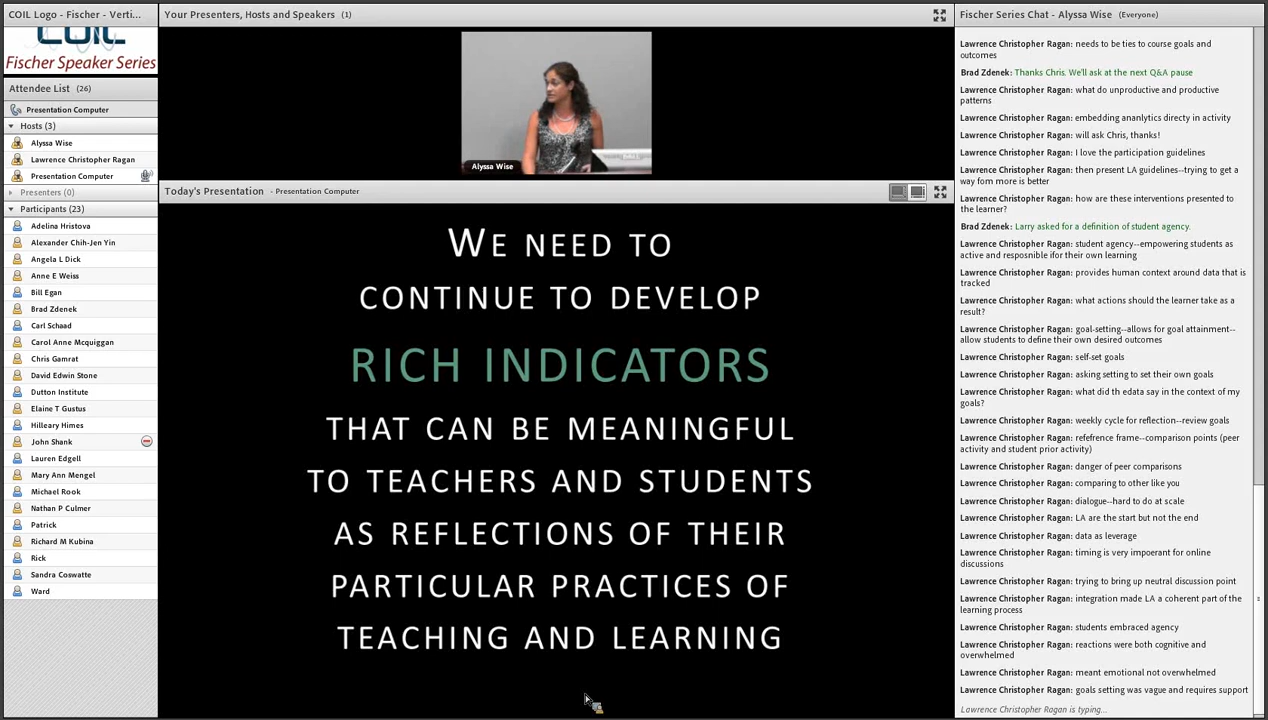 COIL Logo - Fischer - Verti...
COIL
Fischer Speaker Series
Attendee List (26)
Presentation Computer
Hosts (3)
Alyssa Wise
Lawrence Christopher Ragan
Presentation Computer
Presenters (0)
Participants (23)
Adelina Hristova
Alexander Chih-Jen Yin
Angela L Dick
Anne E Weiss
Bill Egan
Brad Zdenek
Carl Schaad
Carol Anne Mcquiggan
Chris Gamrat
David Edwin Stone
Dutton Institute
Elaine T Gustus
Hilleary Himes
John Shank
Lauren Edgell
Mary Ann Mengel
Michael Rook
Nathan P Culmer
Patrick
Richard M Kubina
Rick
Sandra Coswatte
Ward
Your Presenters, Hosts and Speakers (1)
Alyssa Wise
Today's Presentation - Presentation Computer
WE NEED TO
CONTINUE TO DEVELOP
RICH INDICATORS
THAT CAN BE MEANINGFUL
TO TEACHERS AND STUDENTS
AS REFLECTIONS OF THEIR
PARTICULAR PRACTICES OF
TEACHING AND LEARNING
Fischer Series Chat - Alyssa Wise (Everyone)
Lawrence Christopher Ragan: needs to be ties to course goals and
outcomes
Brad Zdenek: Thanks Chris. We'll ask at the next Q&A pause
Lawrence Christopher Ragan: what do unproductive and productive
patterns
Lawrence Christopher Ragan: embedding ananlytics directy in activity
Lawrence Christopher Ragan: will ask Chris, thanks!
Lawrence Christopher Ragan: I love the participation guidelines
Lawrence Christopher Ragan: then present LA guidelines--trying to get a
way fom more is better
Lawrence Christopher Ragan: how are these interventions presented to
the learner?
Brad Zdenek: Larry asked for a definition of student agency.
Lawrence Christopher Ragan: student agency--empowering students as
active and resposnible ifor their own learning
Lawrence Christopher Ragan: provides human context around data that is
tracked
Lawrence Christopher Ragan: what actions should the learner take as a
result?
Lawrence Christopher Ragan: goal-setting--allows for goal attainment--
allow students to define their own desired outcomes
Lawrence Christopher Ragan: self-set goals
Lawrence Christopher Ragan: asking setting to set their own goals
Lawrence Christopher Ragan: what did th edata say in the context of my
goals?
Lawrence Christopher Ragan: weekly cycle for reflection--review goals
Lawrence Christopher Ragan: refefrence frame--comparison points (peer
activity and student prior activity)
Lawrence Christopher Ragan: danger of peer comparisons
Lawrence Christopher Ragan: comparing to other like you
Lawrence Christopher Ragan: dialogue--hard to do at scale
Lawrence Christopher Ragan: LA are the start but not the end
Lawrence Christopher Ragan: data as leverage
Lawrence Christopher Ragan: timing is very impoerant for online
discussions
Lawrence Christopher Ragan: trying to bring up neutral discussion point
Lawrence Christopher Ragan: integration made LA a coherent part of the
learning process
Lawrence Christopher Ragan: students embraced agency
Lawrence Christopher Ragan: reactions were both cognitive and
overwhelmed
Lawrence Christopher Ragan: meant emotional not overwhelmed
Lawrence Christopher Ragan: goals setting was vague and requires support
Lawrence Christopher Ragan is typing...